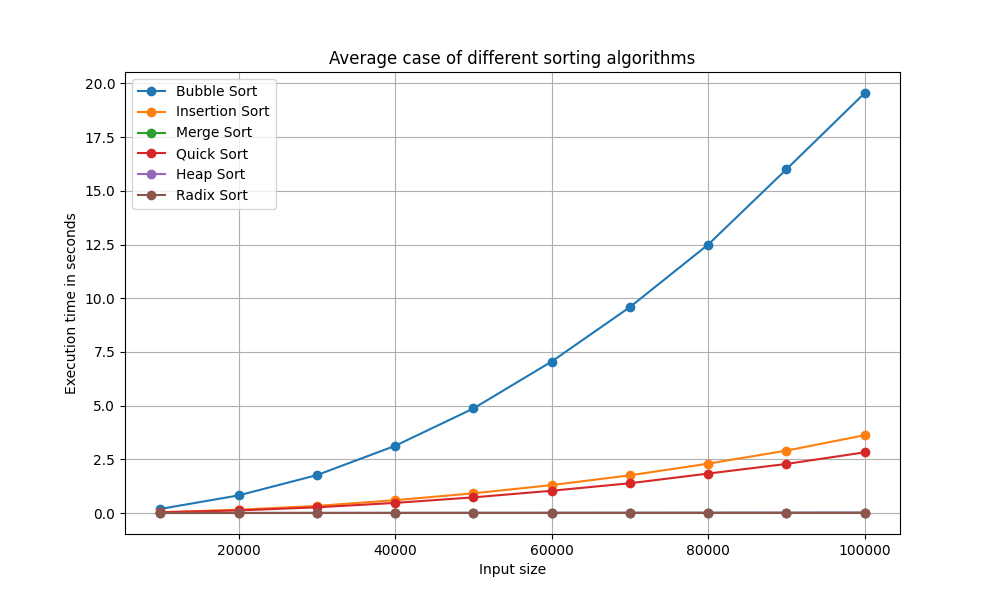 Average case of different sorting algorithms
Bubble Sort
Insertion Sort
Merge Sort
Quick Sort
Heap Sort
Radix Sort
Execution time in seconds
20.0
17.5
15.0
12.5
10.0
7.5
5.0
2.5
0.0
20000
40000
60000
80000
100000
Input size